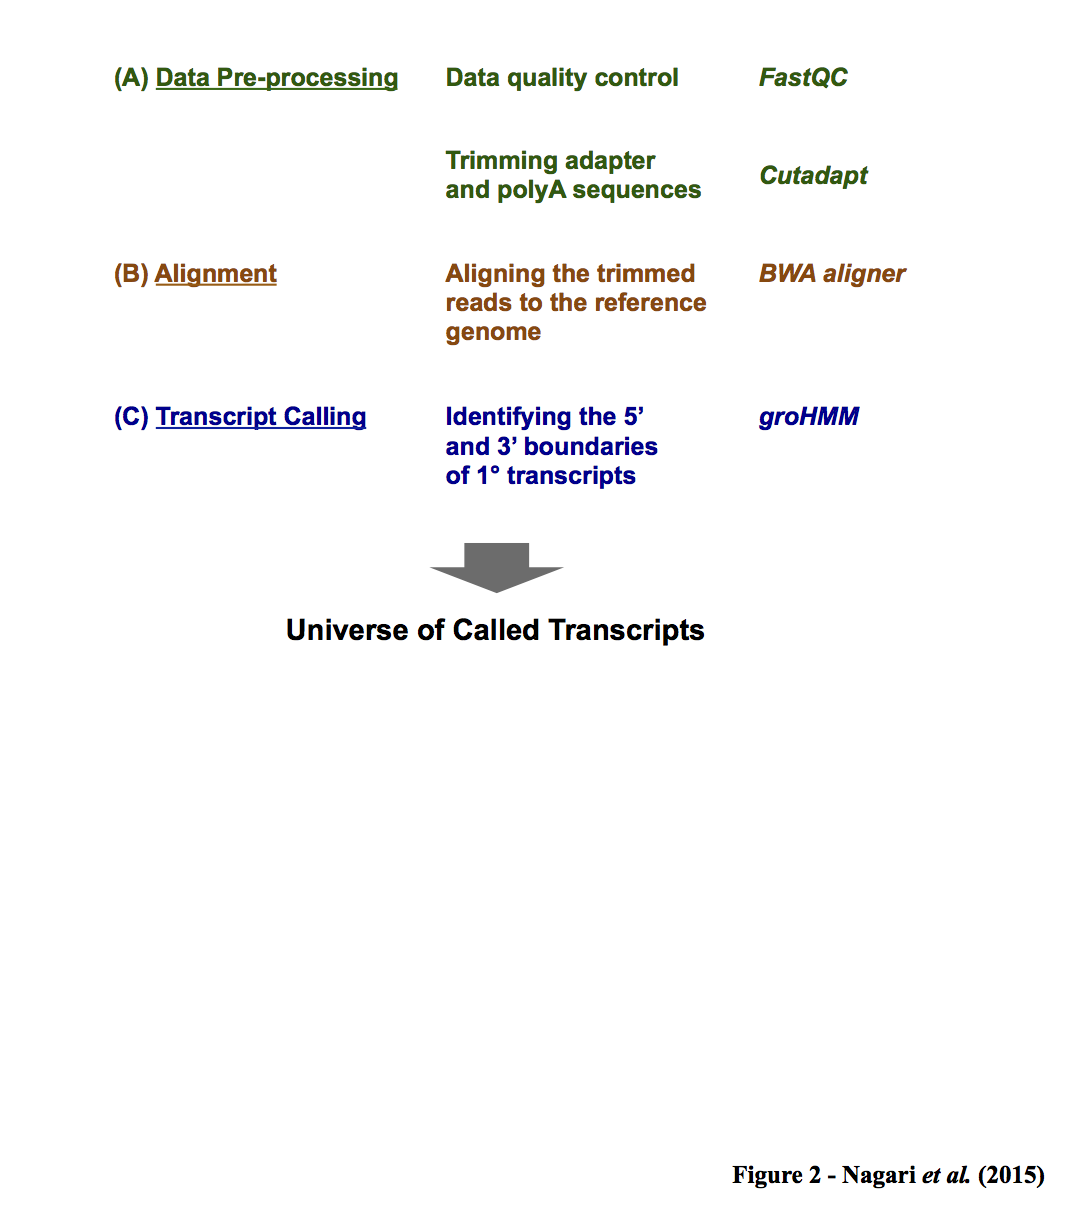 (A) Data Pre-processing Data quality control FastQC
Trimming adapter
and polyA sequences Cutadapt
(B) Alignment Aligning the trimmed BWA aligner
reads to the reference
genome
(C) Transcript Calling Identifying the 5’ groHMM
and 3’ boundaries
of 1° transcripts
Universe of Called Transcripts
Figure 2 - Nagari et al. (2015)